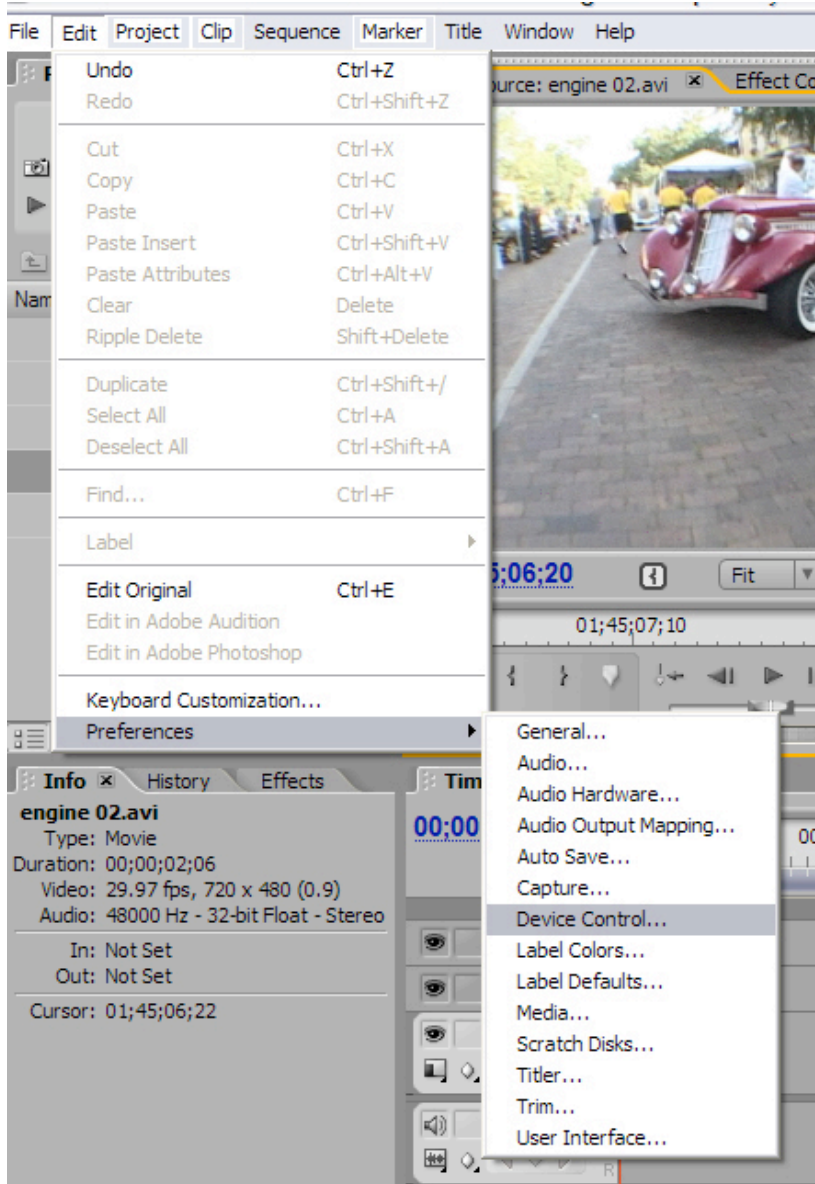 File Edit Project Clip Sequence Marker Title Window Help
Undo Ctrl+Z
Redo Ctrl+Shift+Z
Cut Ctrl+X
Copy Ctrl+C
Paste Ctrl+V
Paste Insert Ctrl+Shift+V
Paste Attributes Ctrl+Alt+V
Clear Delete
Ripple Delete Shift+Delete
Duplicate Ctrl+Shift+/
Select All Ctrl+A
Deselect All Ctrl+Shift+A
Find... Ctrl+F
Label
Edit Original Ctrl+E
Edit in Adobe Audition
Edit in Adobe Photoshop
Keyboard Customization...
Preferences
General...
Audio...
Audio Hardware...
Audio Output Mapping...
Auto Save...
Capture...
Device Control...
Label Colors...
Label Defaults...
Media...
Scratch Disks...
Titler...
Trim...
User Interface...
urce: engine 02.avi Effect Co
5;06;20 Fit
01;45;07;10
Nam
Info History Effects
engine 02.avi
Type: Movie
Duration: 00;00;02;06
Video: 29.97 fps, 720 x 480 (0.9)
Audio: 48000 Hz - 32-bit Float - Stereo
In: Not Set
Out: Not Set
Cursor: 01;45;06;22
Tim
00;00
00
R